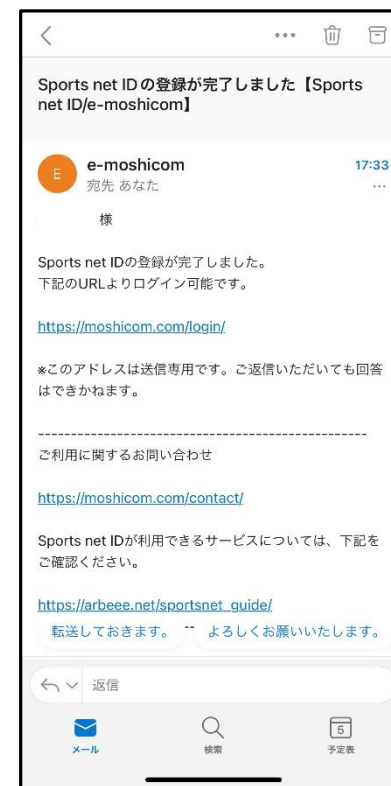 Sports net IDの登録が完了しました【Sports
net ID/e-moshicom】
E
e-moshicom
17:33
宛先 あなた
様
Sports net IDの登録が完了しました。
下記のURLよりログイン可能です。
https://moshicom.com/login/
※このアドレスは送信専用です。ご返信いただいても回答
はできかねます。
--------------------------------------------------
ご利用に関するお問い合わせ
https://moshicom.com/contact/
Sports net IDが利用できるサービスについては、下記を
ご確認ください。
https://arbeee.net/sportsnet_guide/
転送しておきます。
--
よろしくお願いいたします。
返信
メール
検索
5
予定表